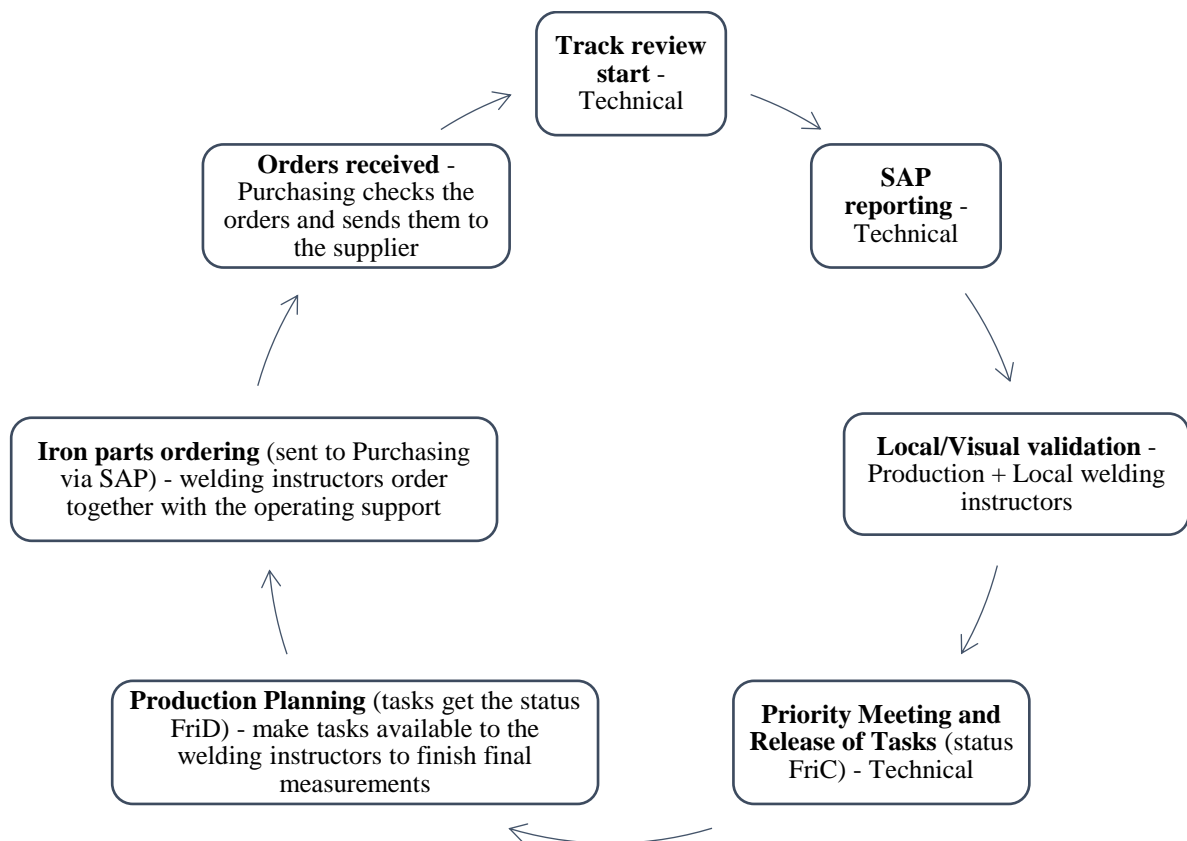 Track review
start -
Technical
SAP
reporting -
Technical
Local/Visual validation -
Production + Local welding
instructors
Priority Meeting and
Release of Tasks (status
FriC) - Technical
Production Planning (tasks get the status
FriD) - make tasks available to the
welding instructors to finish final
measurements
Iron parts ordering (sent to Purchasing
via SAP) - welding instructors order
together with the operating support
Orders received -
Purchasing checks the
orders and sends them to
the supplier